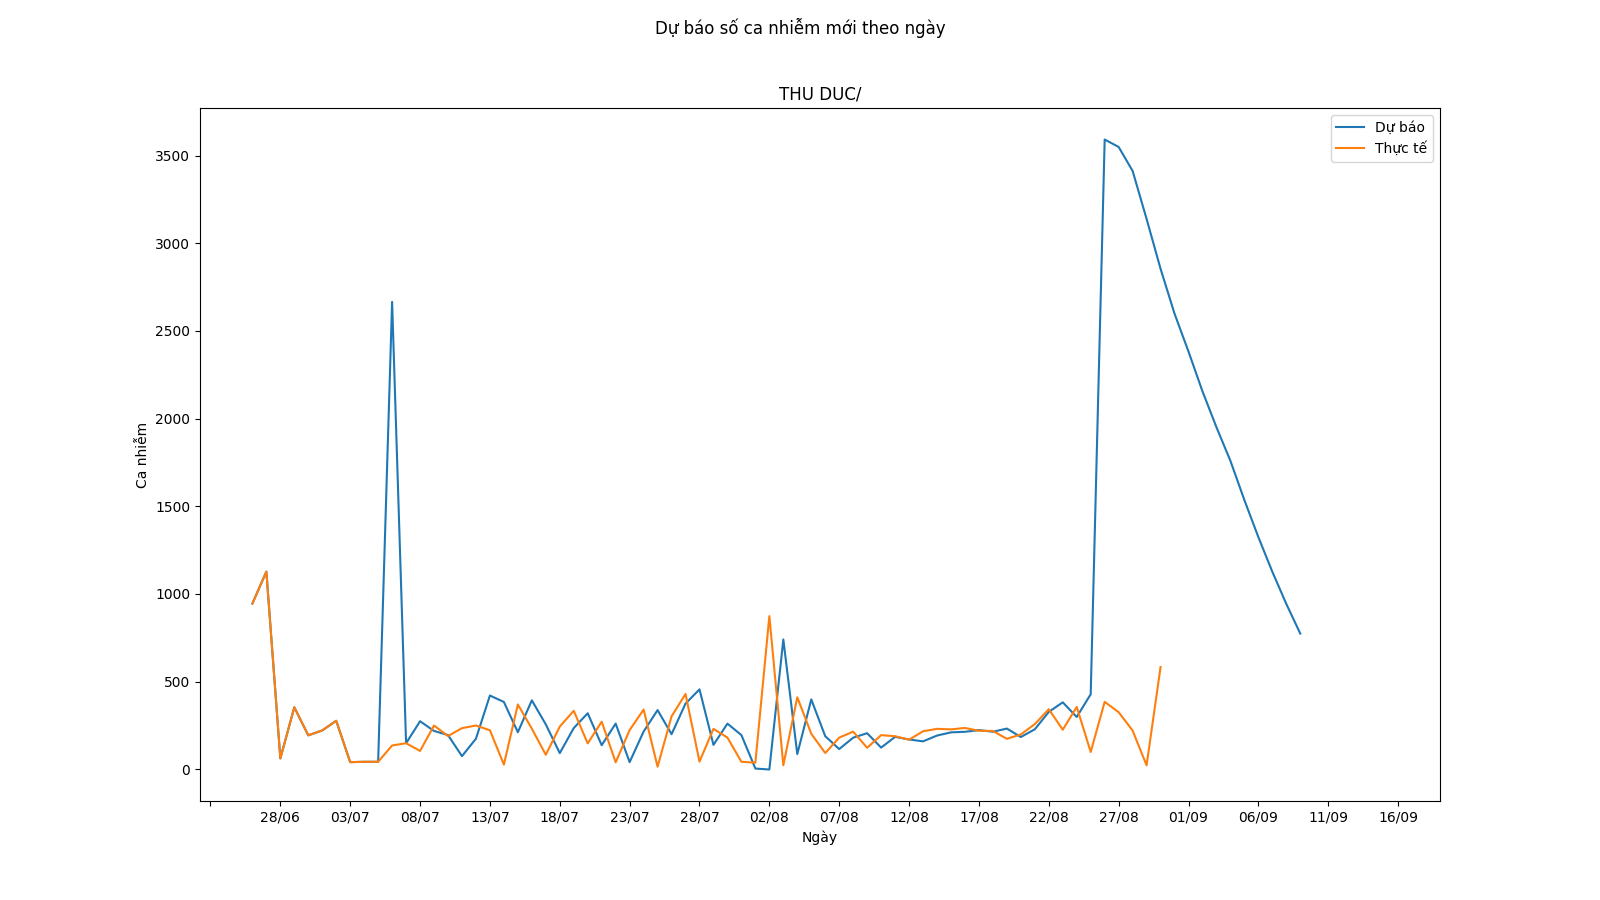 Dự báo số ca nhiễm mới theo ngày
THU DUC/
Dự báo
Thực tế
3500
3000
2500
2000
1500
1000
500
0
Ca nhiễm
28/06 03/07 08/07 13/07 18/07 23/07 28/07 02/08 07/08 12/08 17/08 22/08 27/08 01/09 06/09 11/09 16/09
Ngày